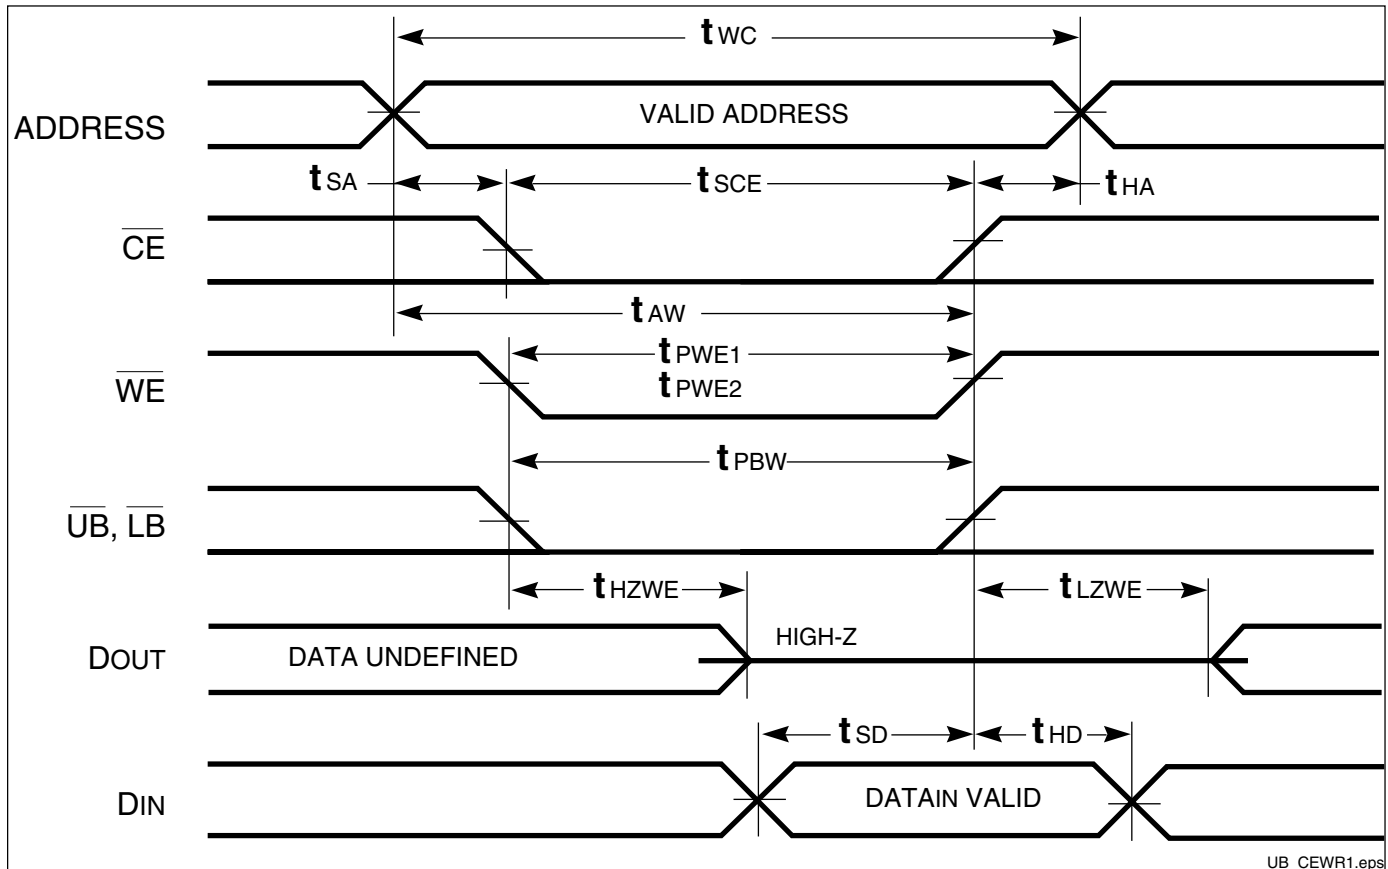 tWC
ADDRESS
VALID ADDRESS
tSA
tSCE
tHA
CE
tAW
WE
tPWE1
tPWE2
tPBW
UB, LB
tHZWE
tLZWE
DOUT
DATA UNDEFINED
HIGH-Z
tSD
tHD
DIN
DATAIN VALID
UB_CEWR1.eps